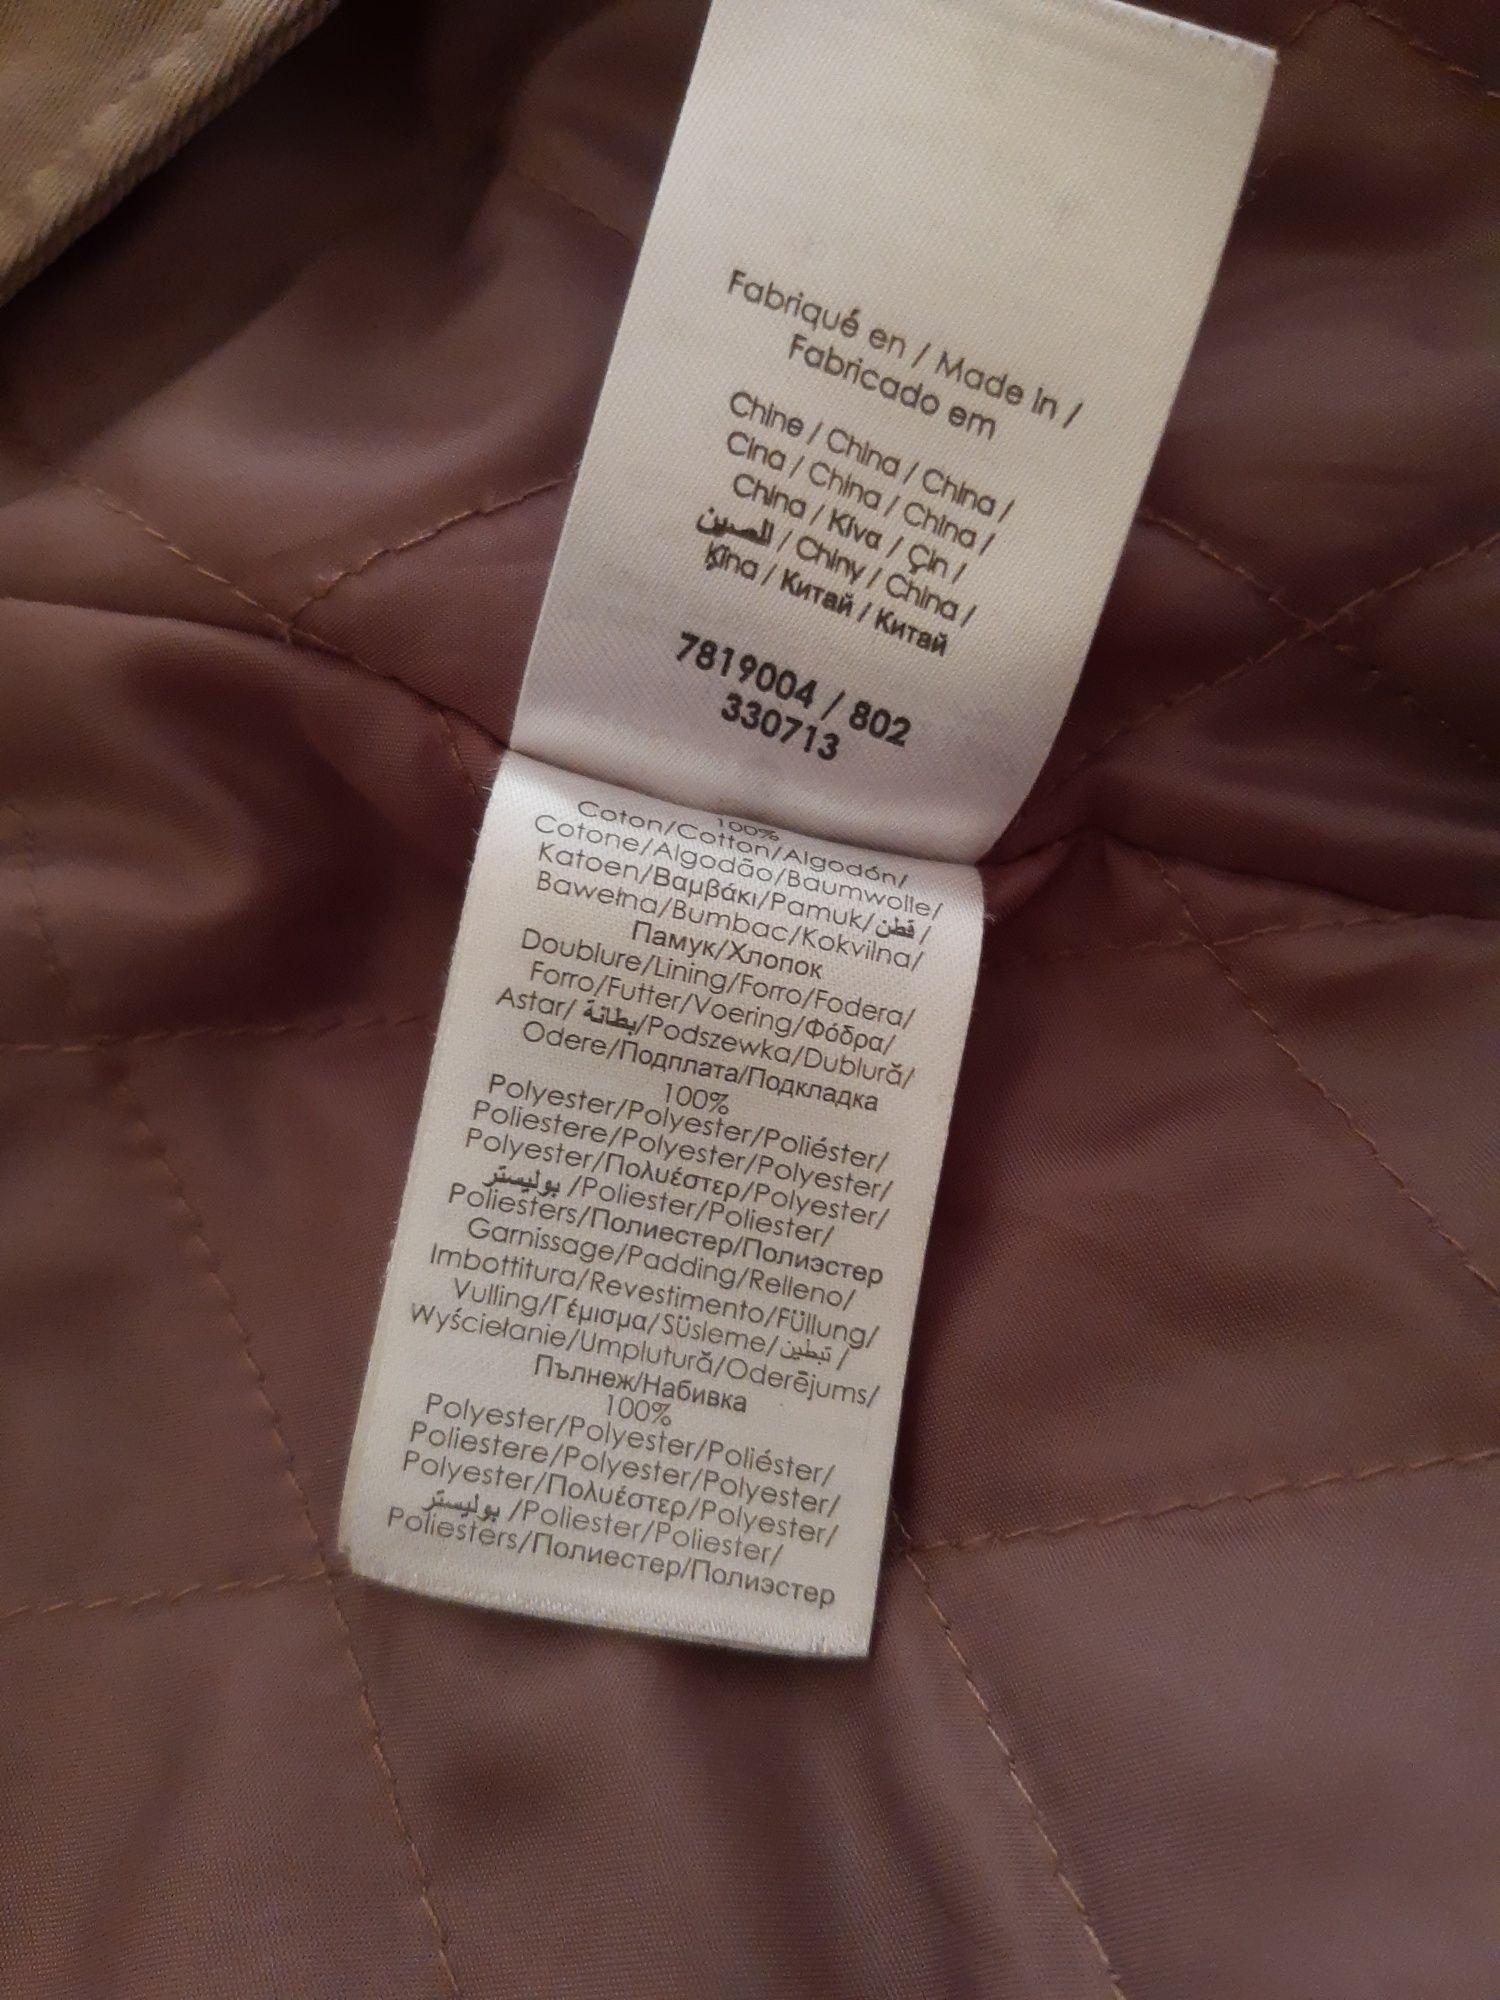 Fabriqué en / Made in /
Fabricado em
Chine / China / China /
Cina / China / China /
China / Kίνα / Çin /
الصين / Chiny / China /
Ķīna / Китай / Китай
7819004 / 802
330713
100%
Coton/Cotton/Algodón/
Cotone/Algodão/Baumwolle/
Katoen/Βαμβάκι/Pamuk/قطن /
Bawełna/Bumbac/Kokvilna/
Памук/Хлопок
Doublure/Lining/Forro/Fodera/
Forro/Futter/Voering/Φόδρα/
Astar/ بطانة/Podszewka/Dublură/
Odere/Подплата/Подкладка
100%
Polyester/Polyester/Poliéster/
Poliestere/Polyester/Polyester/
Polyester/Πολυέστερ/Polyester/
بوليستر /Poliester/Poliester/
Poliesters/Полиестер/Полиэстер
Garnissage/Padding/Relleno/
Imbottitura/Revestimento/Füllung/
Vulling/Γέμισμα/Süsleme/تبطين /
Wyściełanie/Umplutură/Oderējums/
Пълнеж/Набивка
100%
Polyester/Polyester/Poliéster/
Poliestere/Polyester/Polyester/
Polyester/Πολυέστερ/Polyester/
بوليستر /Poliester/Poliester/
Poliesters/Полиестер/Полиэстер